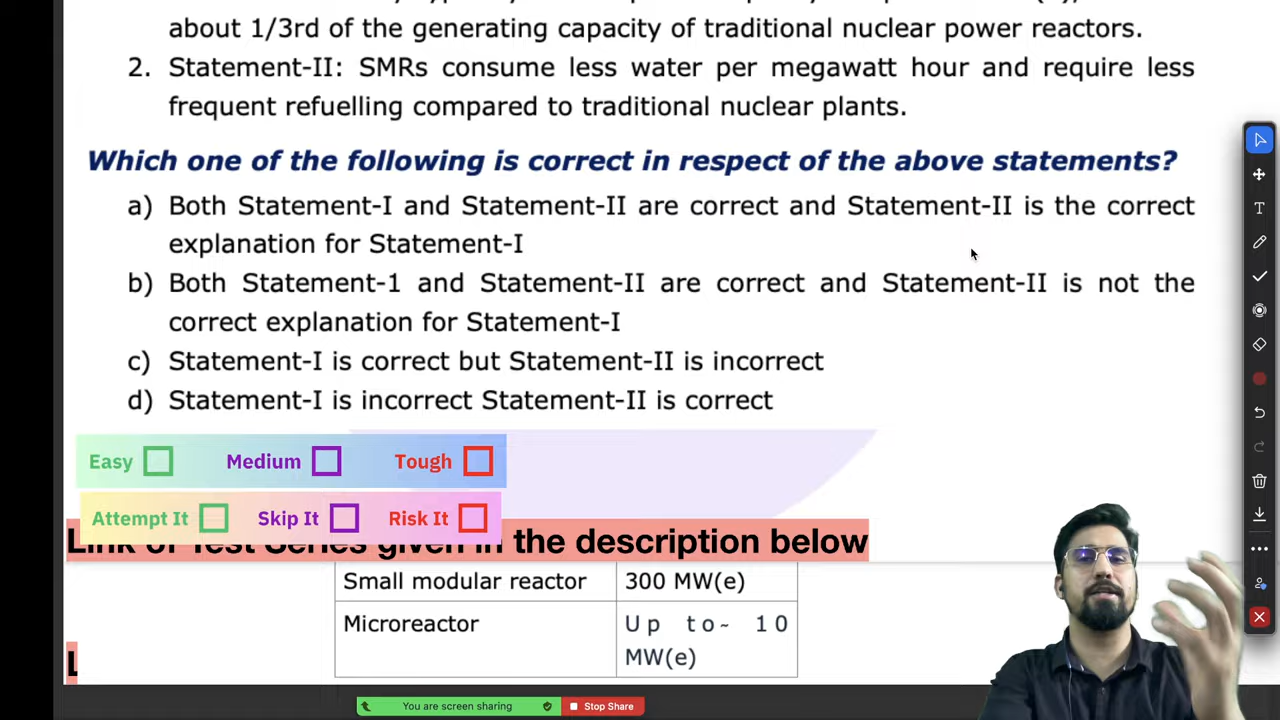 about 1/3rd of the generating capacity of traditional nuclear power reactors.
2. Statement-II: SMRs consume less water per megawatt hour and require less
frequent refuelling compared to traditional nuclear plants.
Which one of the following is correct in respect of the above statements?
a) Both Statement-I and Statement-II are correct and Statement-II is the correct
explanation for Statement-I
b) Both Statement-1 and Statement-II are correct and Statement-II is not the
correct explanation for Statement-I
c) Statement-I is correct but Statement-II is incorrect
d) Statement-I is incorrect Statement-II is correct
Easy Medium Tough
Attempt It Skip It Risk It
Link of Test Series given in the description below
Small modular reactor 300 MW(e)
Microreactor Up to~ 10
MW(e)
L
You are screen sharing Stop Share